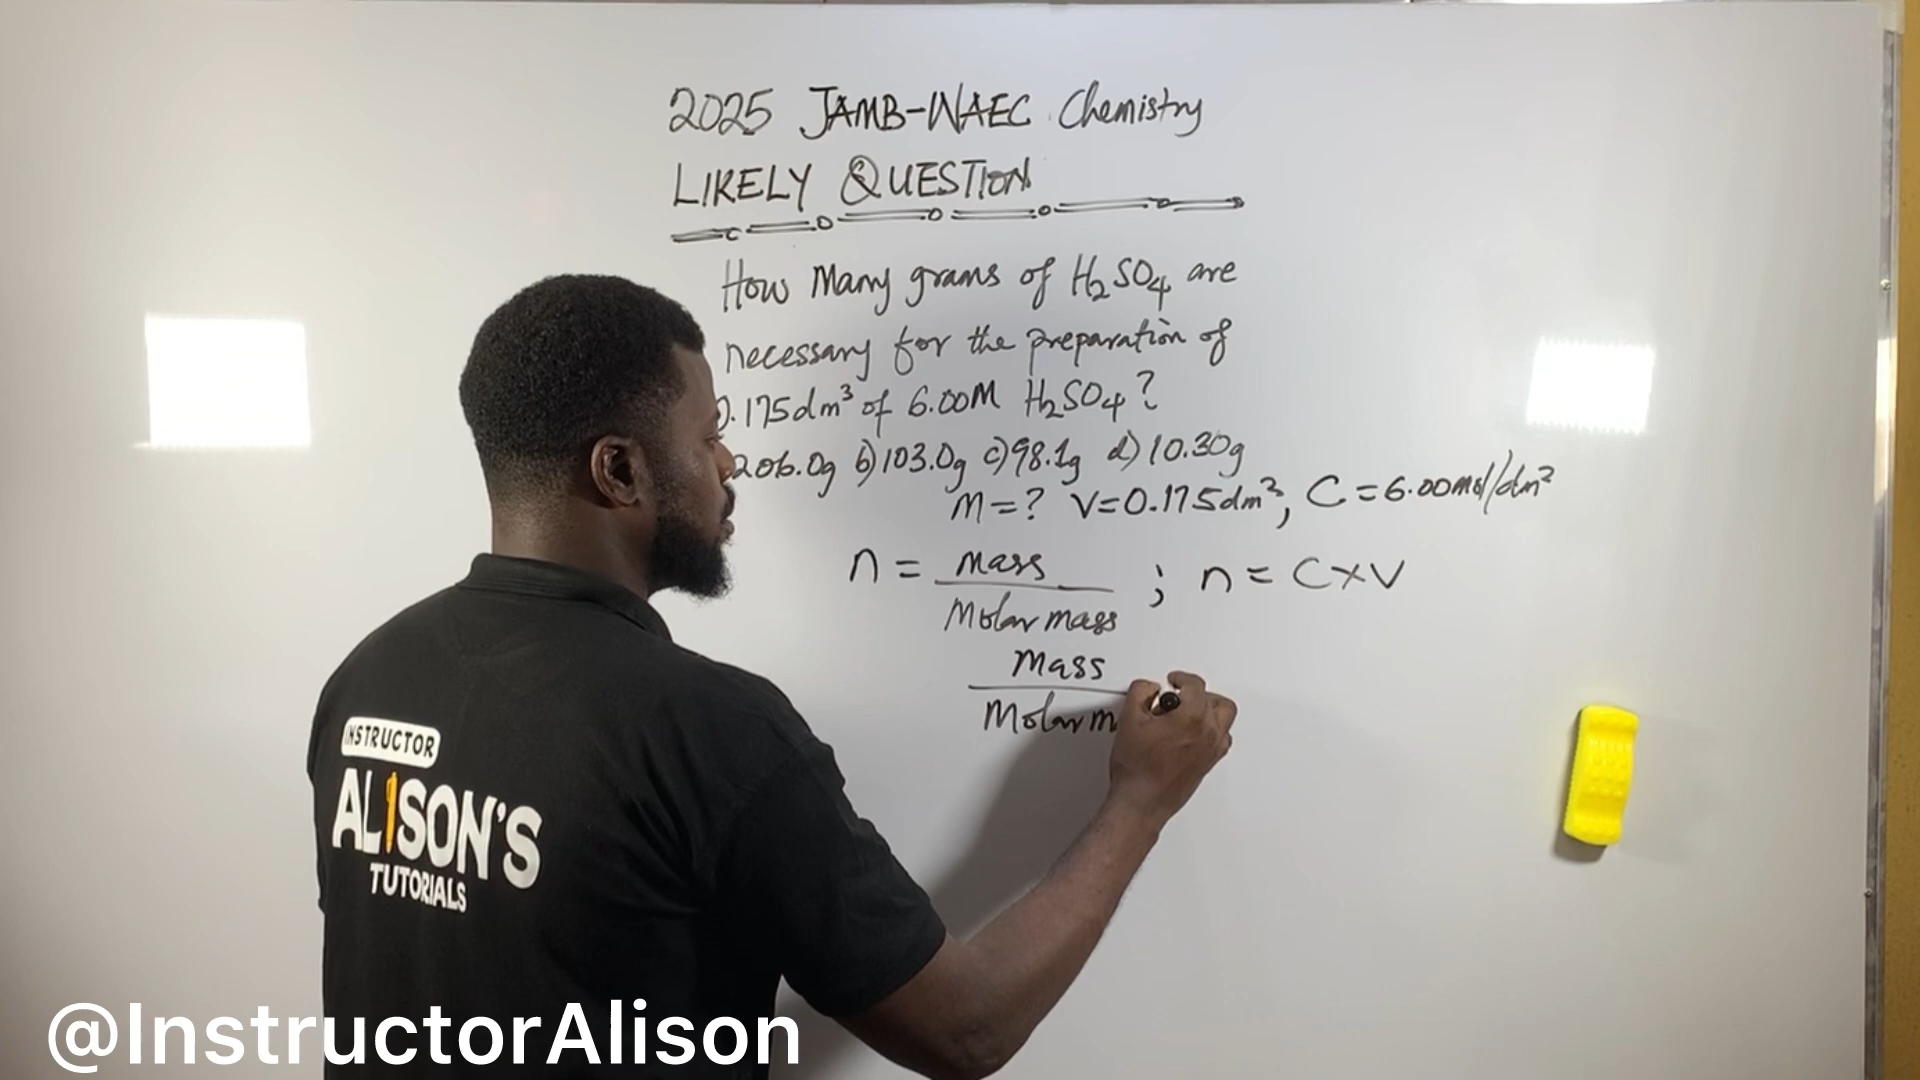 2025 JAMB-WAEC Chemistry
LIKELY QUESTION
How Many grams of H₂SO₄ are
necessary for the preparation of
0.175dm³ of 6.00M H₂SO₄?
206.0g b) 103.0g c) 98.1g d) 10.30g
M=? V=0.175dm³, C=6.00mol/dm³
n = mass / Molar mass ; n = C×V
mass
Molar m
INSTRUCTOR
ALISON'S
TUTORIALS
@InstructorAlison